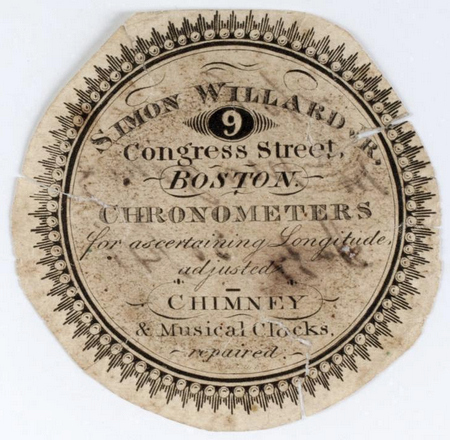 SIMON WILLARD JR.
9
Congress Street,
BOSTON.
CHRONOMETERS
for ascertaining Longitude,
adjusted
CHIMNEY
& Musical Clocks,
repaired.